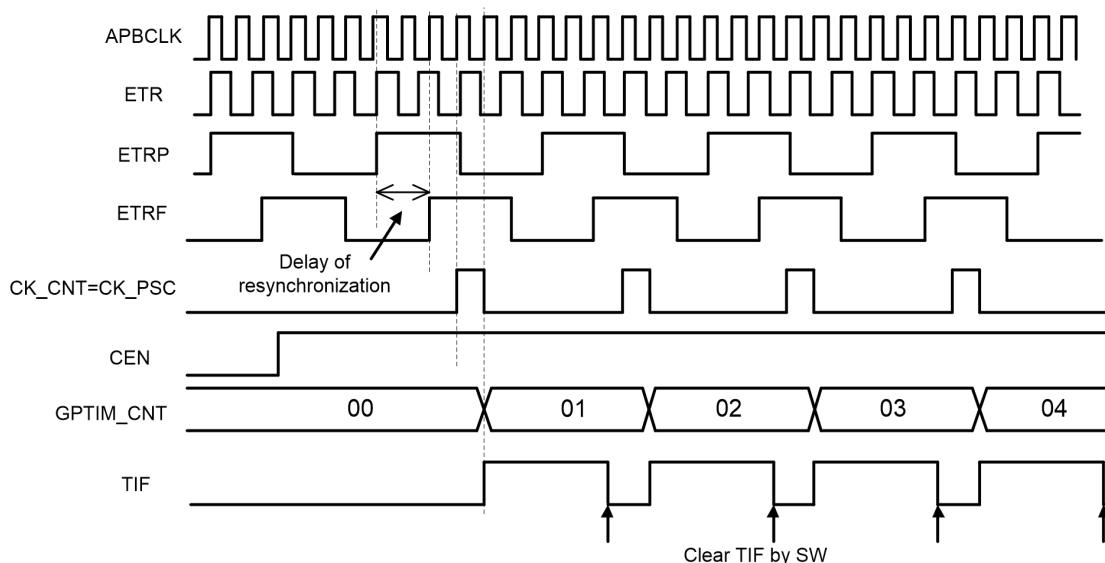 APBCLK
ETR
ETRP
ETRF
Delay of
resynchronization
CK_CNT=CK_PSC
CEN
GPTIM_CNT
00
01
02
03
04
TIF
Clear TIF by SW